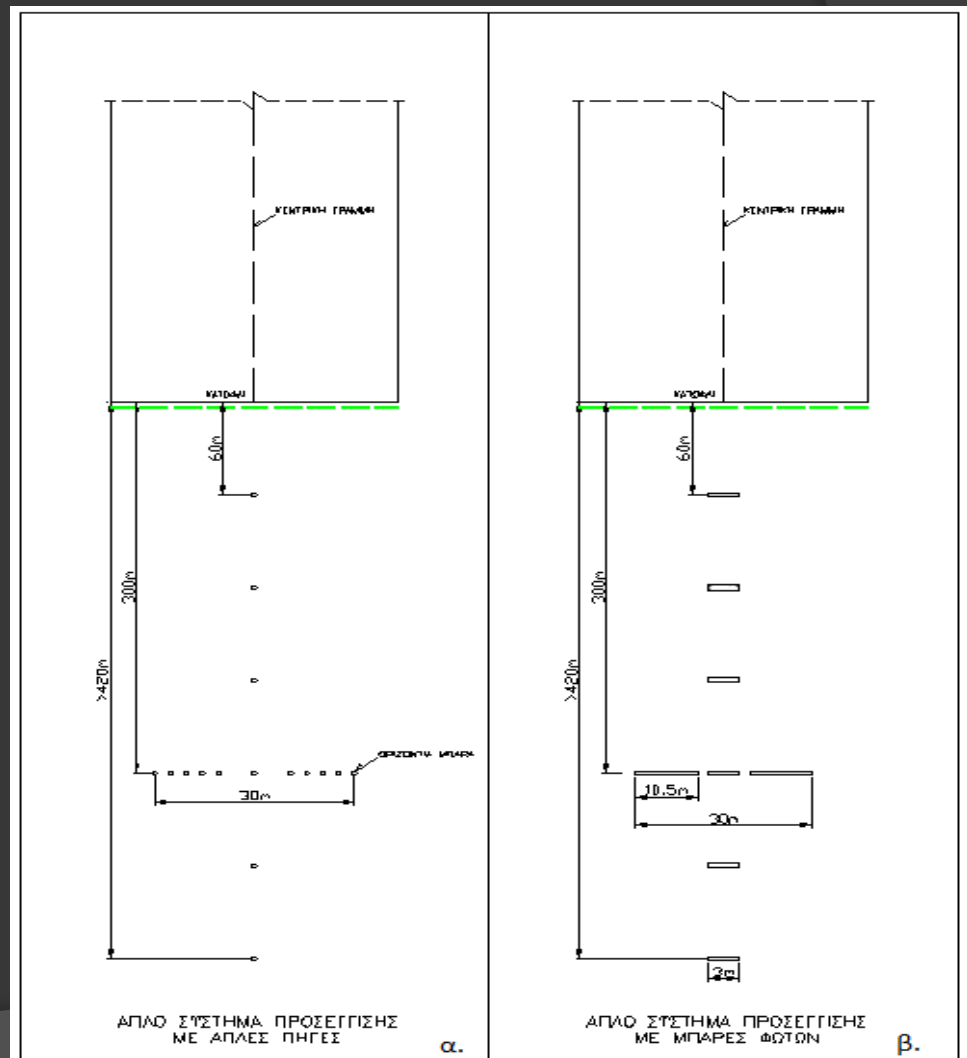 ΚΕΝΤΡΙΚΗ ΓΡΑΜΜΗ
ΚΑΤΩΦΛΙ
60m
300m
>420m
ΟΡΙΖΟΝΤΙΑ ΜΠΑΡΑ
30m
ΑΠΛΟ ΣΥΣΤΗΜΑ ΠΡΟΣΕΓΓΙΣΗΣ
ΜΕ ΑΠΛΕΣ ΠΗΓΕΣ
α.
ΚΕΝΤΡΙΚΗ ΓΡΑΜΜΗ
ΚΑΤΩΦΛΙ
60m
300m
>420m
10.5m
30m
3m
ΑΠΛΟ ΣΥΣΤΗΜΑ ΠΡΟΣΕΓΓΙΣΗΣ
ΜΕ ΜΠΑΡΕΣ ΦΩΤΩΝ
β.